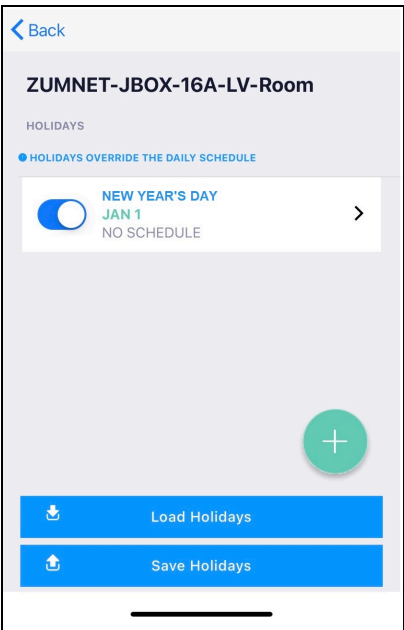 Back
ZUMNET-JBOX-16A-LV-Room
HOLIDAYS
HOLIDAYS OVERRIDE THE DAILY SCHEDULE
NEW YEAR'S DAY
JAN 1
NO SCHEDULE
Load Holidays
Save Holidays